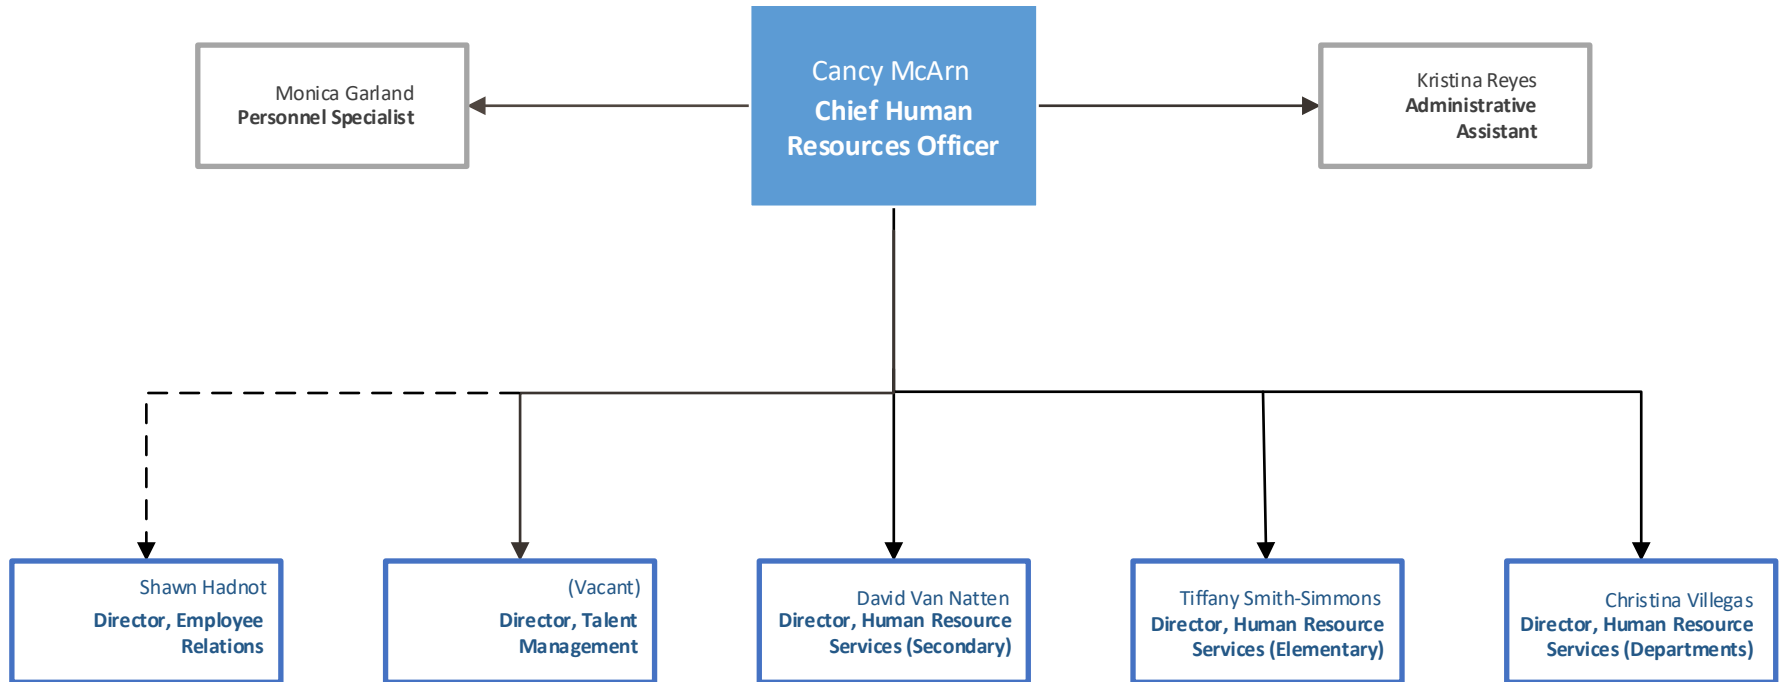 Cancy McArn
Chief Human
Resources Officer
Monica Garland
Personnel Specialist
Kristina Reyes
Administrative
Assistant
Shawn Hadnot
Director, Employee
Relations
(Vacant)
Director, Talent
Management
David Van Natten
Director, Human Resource
Services (Secondary)
Tiffany Smith-Simmons
Director, Human Resource
Services (Elementary)
Christina Villegas
Director, Human Resource
Services (Departments)